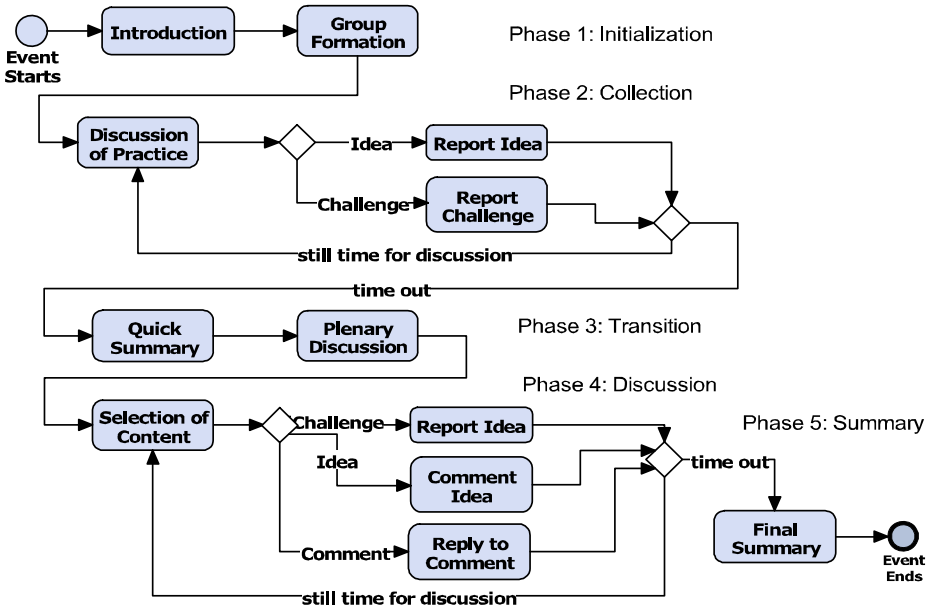 Introduction
Group
Formation
Phase 1: Initialization
Event
Starts
Phase 2: Collection
Discussion
of Practice
Idea
Report Idea
Challenge
Report
Challenge
still time for discussion
time out
Quick
Summary
Plenary
Discussion
Phase 3: Transition
Phase 4: Discussion
Selection of
Content
Challenge
Report Idea
Phase 5: Summary
Idea
Comment
Idea
time out
Comment
Reply to
Comment
Final
Summary
Event
Ends
still time for discussion